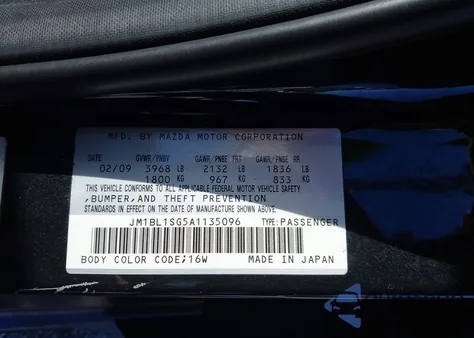 MFD. BY MAZDA MOTOR CORPORATION
DATE GVWR/PNBV GAWR/PNBE FRT GAWR/PNBE RR
02/09 3968 LB 2132 LB 1836 LB
1800 KG 967 KG 833 KG
THIS VEHICLE CONFORMS TO ALL APPLICABLE FEDERAL MOTOR VEHICLE SAFETY
,BUMPER,AND THEFT PREVENTION
STANDARDS IN EFFECT ON THE DATE OF MANUFACTURE SHOWN ABOVE.
JM1BL1SG5A1135096 TYPE:PASSENGER
BODY COLOR CODE;16W MADE IN JAPAN